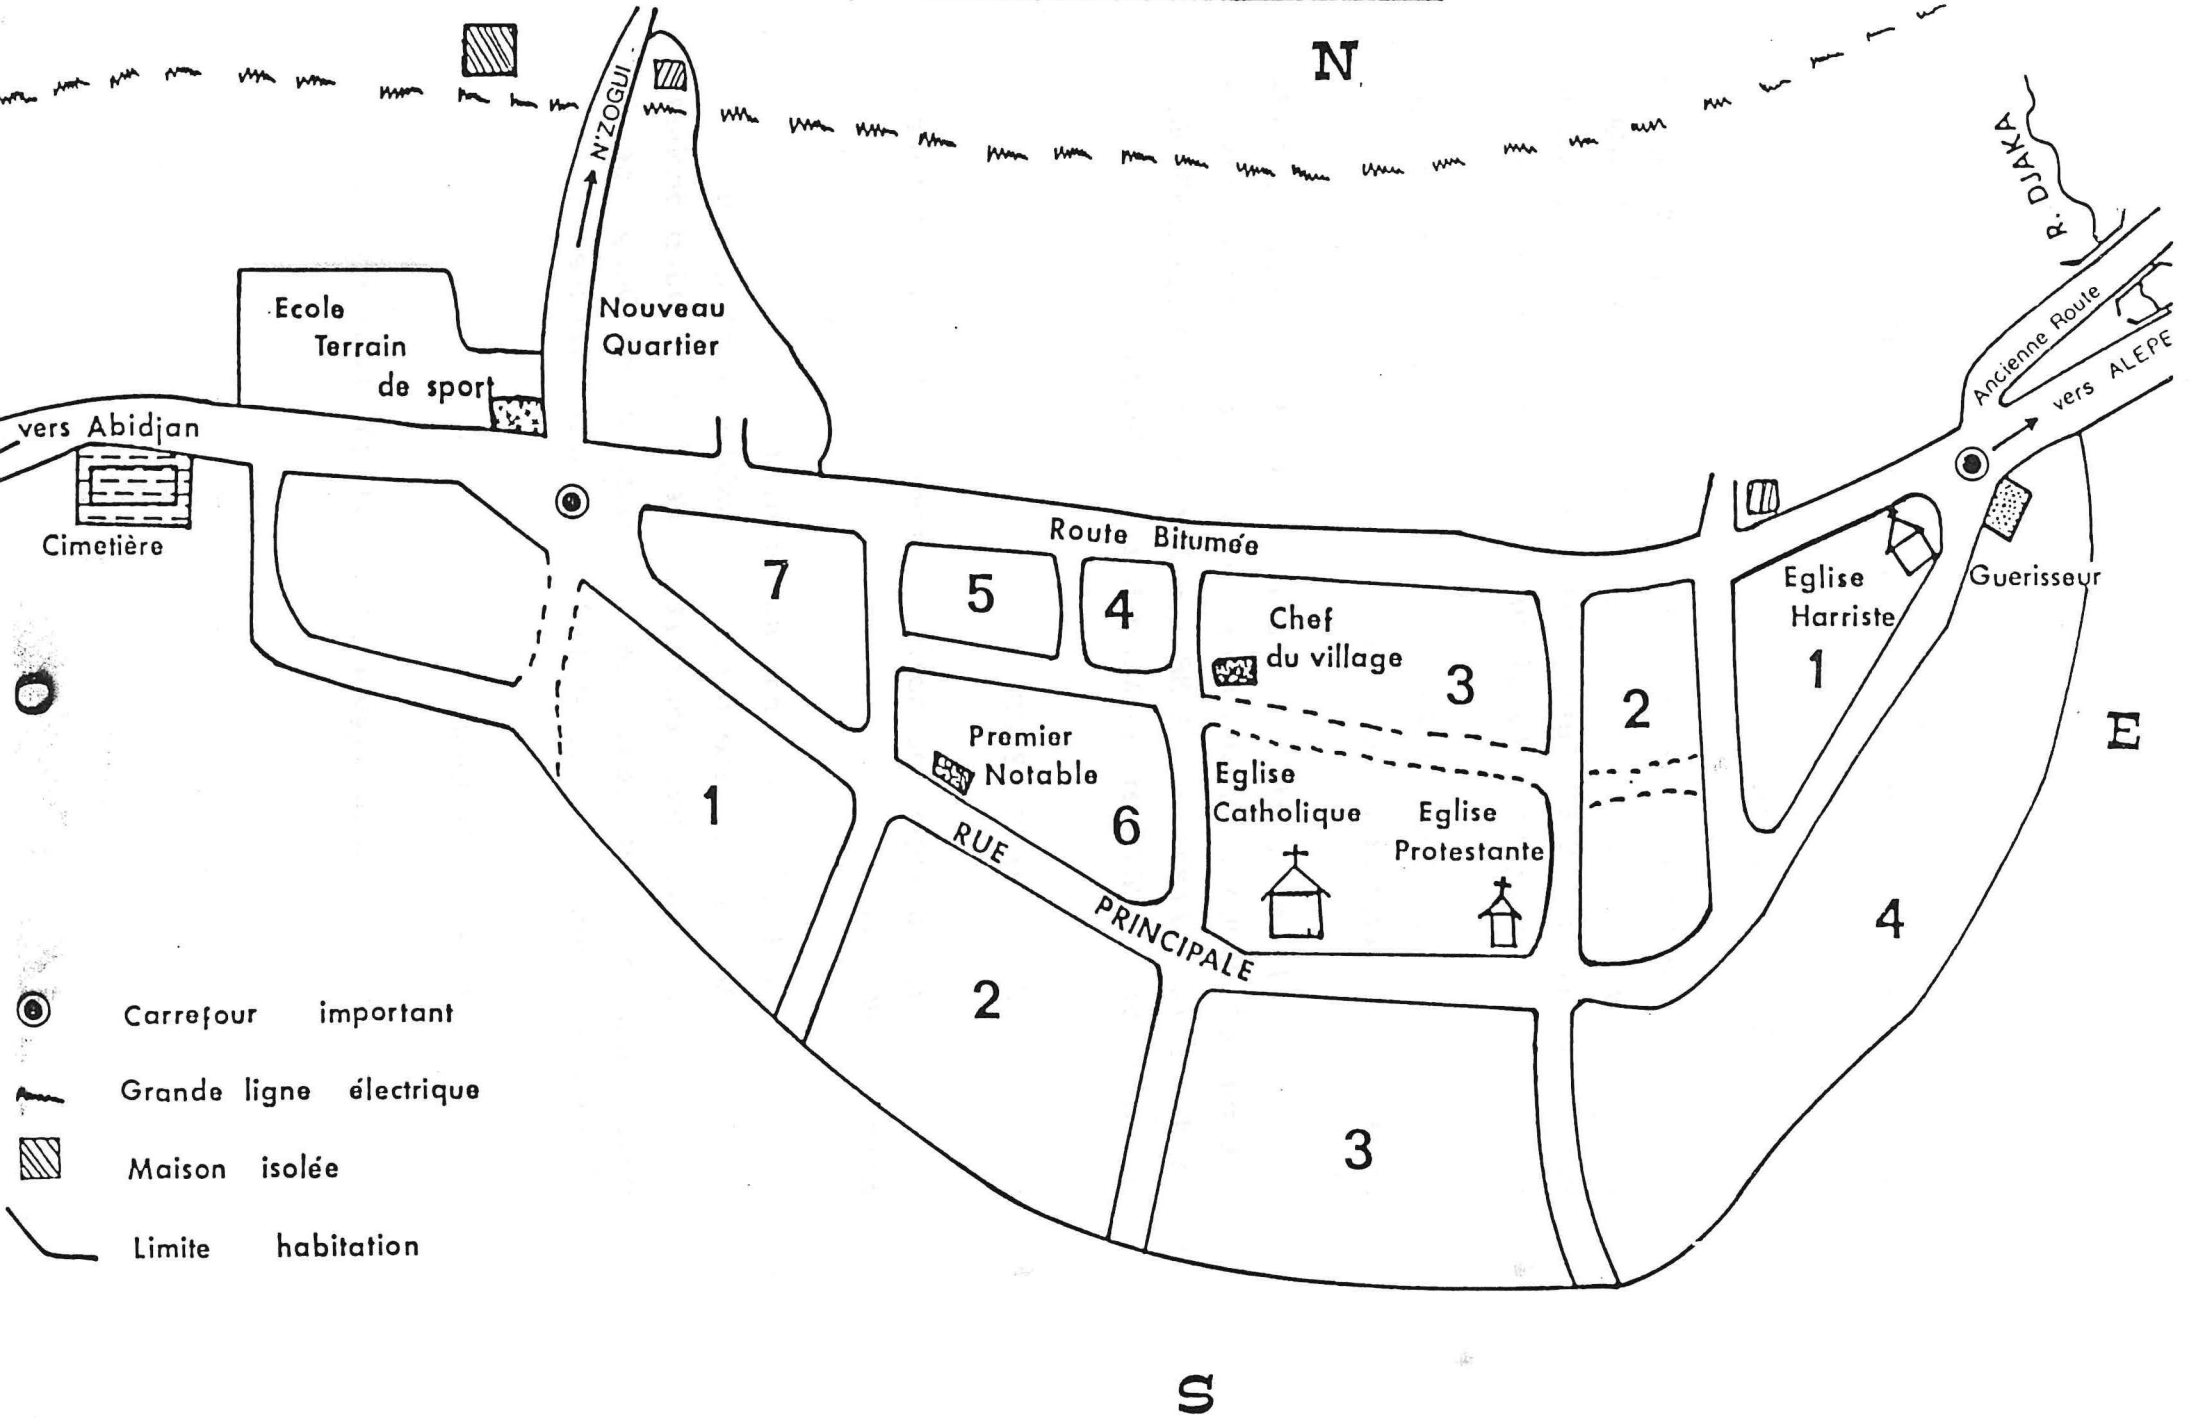 N
N'ZOGUI
R. DJAKA
Ecole
Terrain
de sport
Nouveau
Quartier
Ancienne Route
vers ALEPE
vers Abidjan
Cimetière
Route Bitumée
7
5
4
Chef
du village
3
2
Eglise
Harriste
1
Guerisseur
Premier
Notable
6
Eglise
Catholique
Eglise
Protestante
E
1
RUE PRINCIPALE
2
3
4
Carrefour important
Grande ligne électrique
Maison isolée
Limite habitation
S